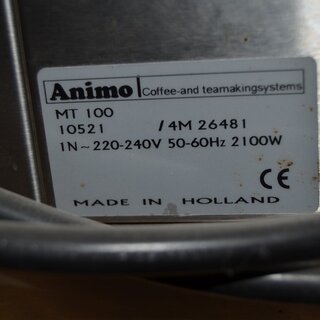 Animo Coffee-and teamakingsystems
MT 100
10521 /4M 26481
1N~220-240V 50-60Hz 2100W
CE
MADE IN HOLLAND